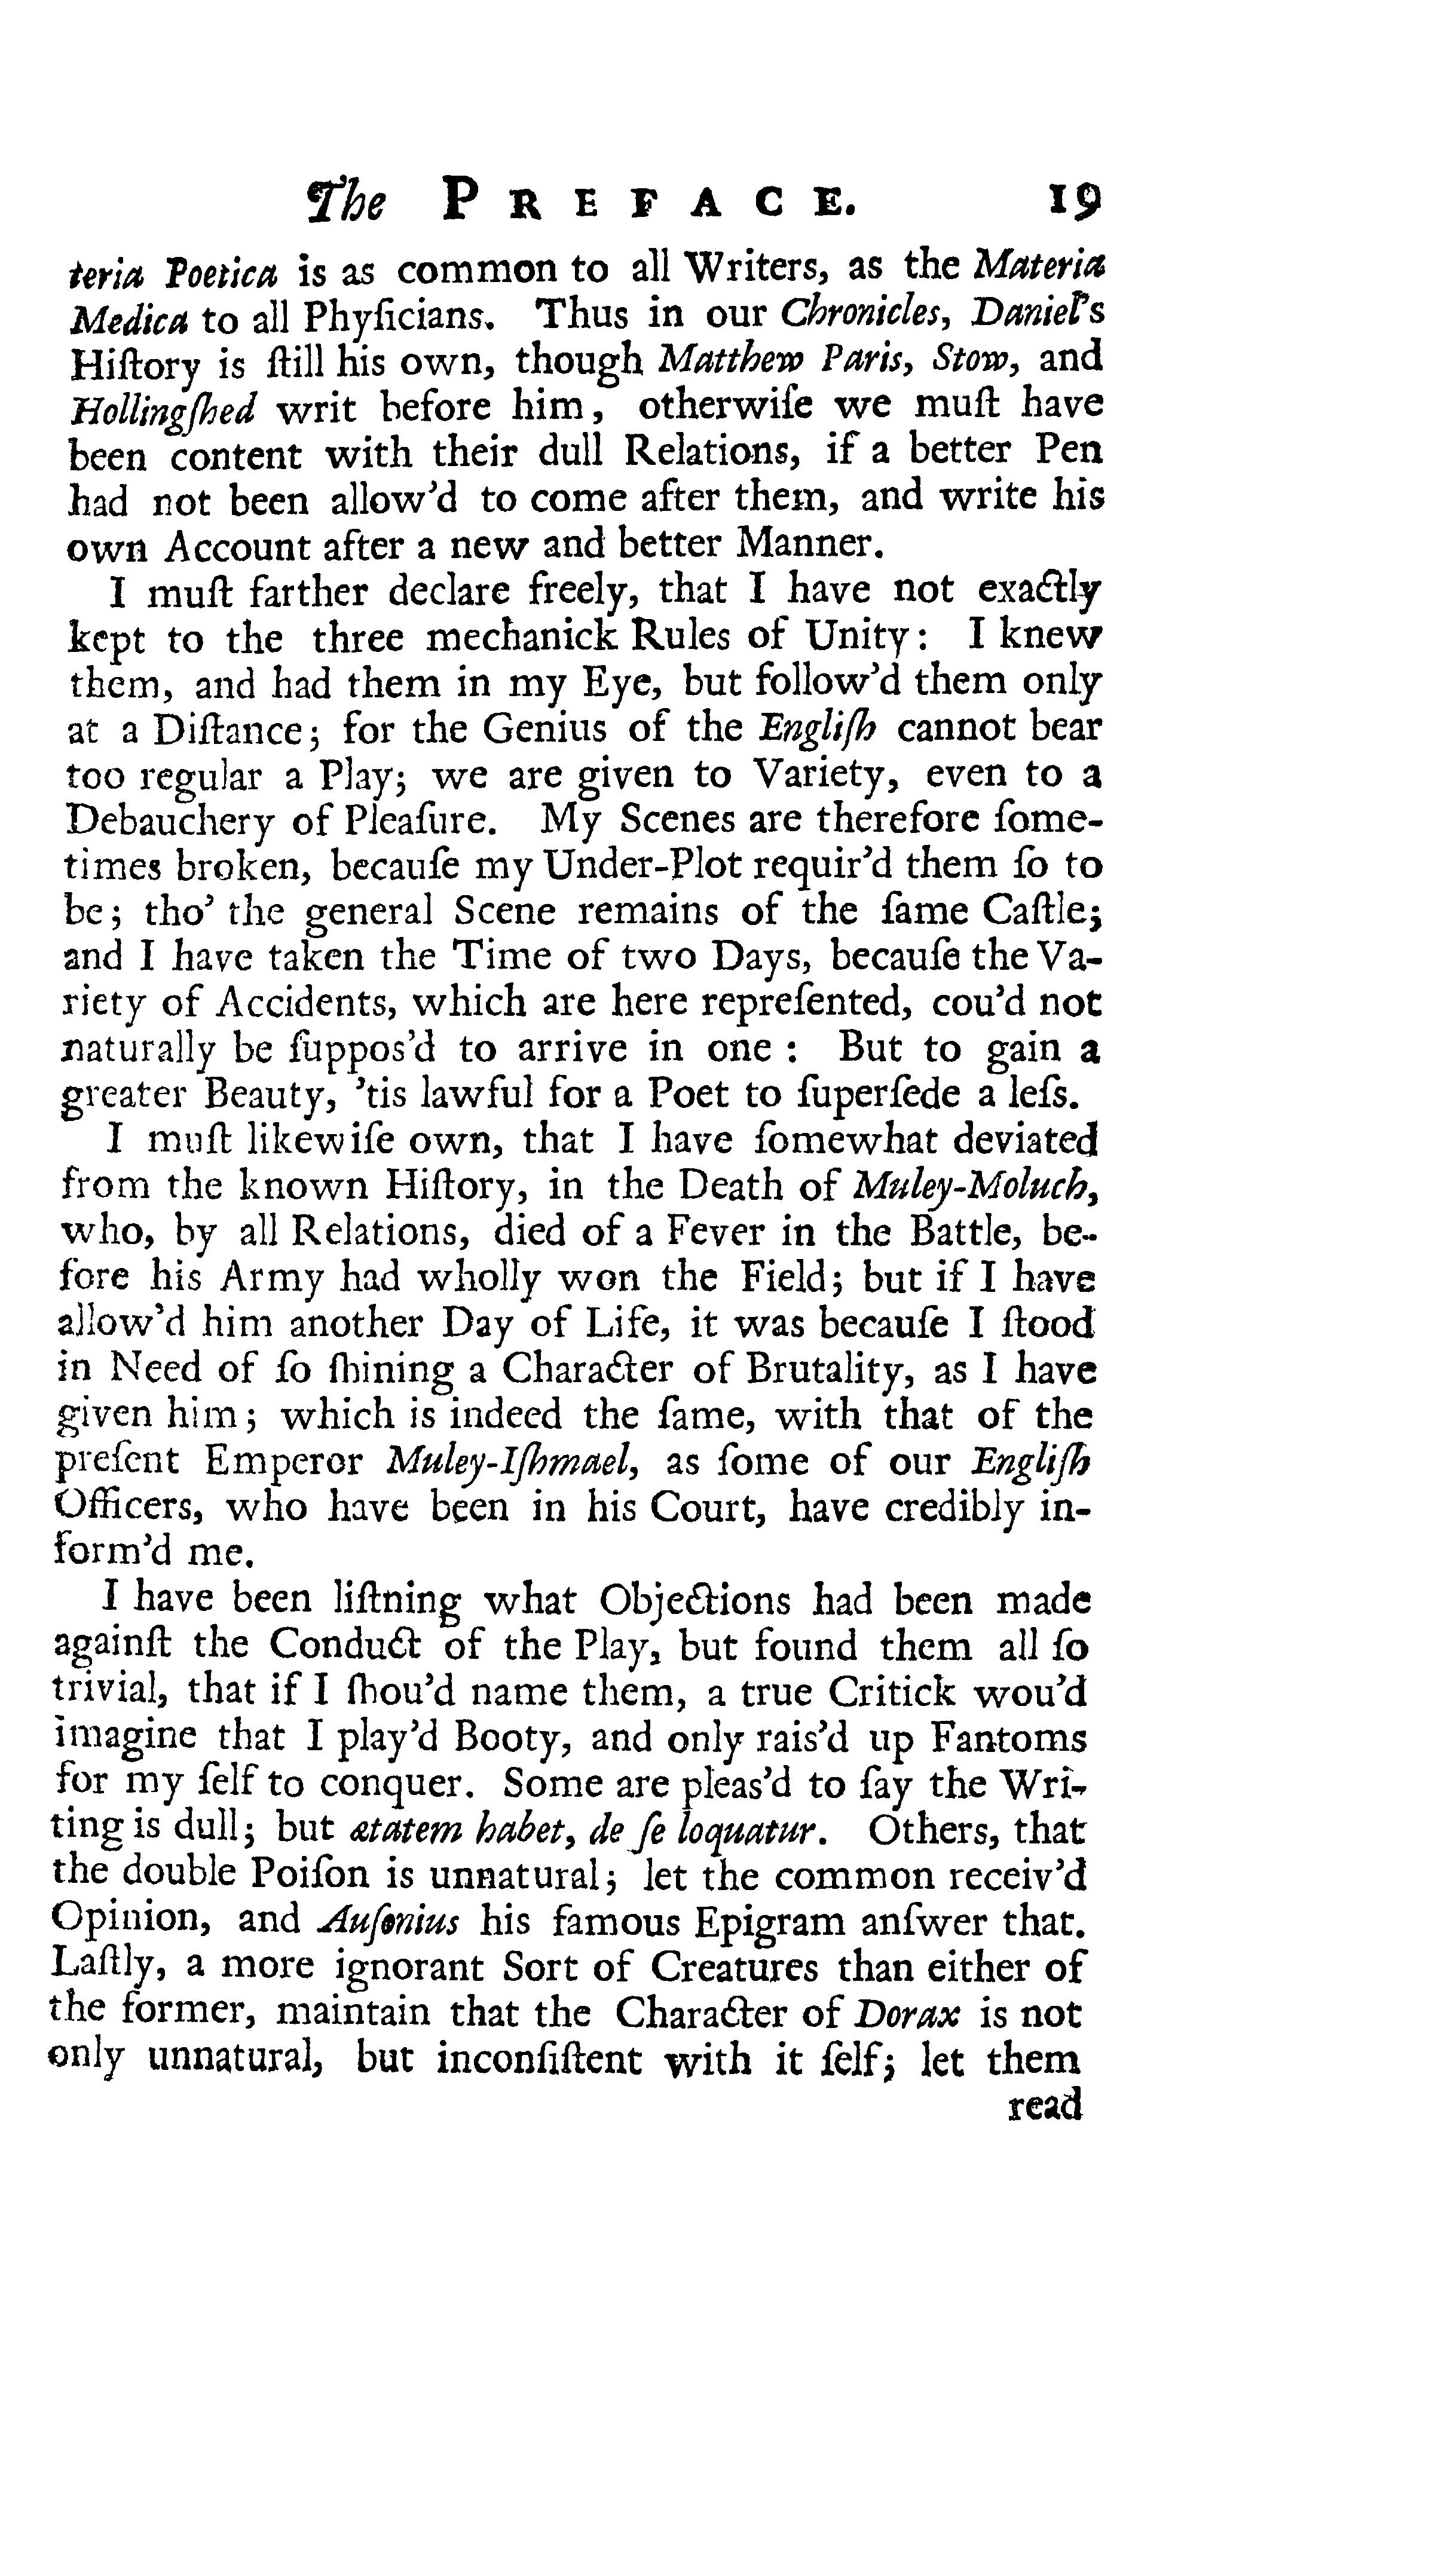 The PREFACE. 19
teria Poetica is as common to all Writers, as the Materia
Medica to all Phyſicians. Thus in our Chronicles, Daniel's
Hiſtory is ſtill his own, though Matthew Paris, Stow, and
Hollingſhed writ before him, otherwiſe we muſt have
been content with their dull Relations, if a better Pen
had not been allow'd to come after them, and write his
own Account after a new and better Manner.
I muſt farther declare freely, that I have not exactly
kept to the three mechanick Rules of Unity: I knew
them, and had them in my Eye, but follow'd them only
at a Diſtance; for the Genius of the Engliſh cannot bear
too regular a Play; we are given to Variety, even to a
Debauchery of Pleaſure. My Scenes are therefore ſome-
times broken, becauſe my Under-Plot requir'd them ſo to
be; tho' the general Scene remains of the ſame Caſtle;
and I have taken the Time of two Days, becauſe the Va-
riety of Accidents, which are here repreſented, cou'd not
naturally be ſuppos'd to arrive in one: But to gain a
greater Beauty, 'tis lawful for a Poet to ſuperſede a leſs.
I muſt likewiſe own, that I have ſomewhat deviated
from the known Hiſtory, in the Death of Muley-Moluch,
who, by all Relations, died of a Fever in the Battle, be-
fore his Army had wholly won the Field; but if I have
allow'd him another Day of Life, it was becauſe I ſtood
in Need of ſo ſhining a Character of Brutality, as I have
given him; which is indeed the ſame, with that of the
preſent Emperor Muley-Iſhmael, as ſome of our Engliſh
Officers, who have been in his Court, have credibly in-
form'd me.
I have been liſtning what Objections had been made
againſt the Conduct of the Play, but found them all ſo
trivial, that if I ſhou'd name them, a true Critick wou'd
imagine that I play'd Booty, and only rais'd up Fantoms
for my ſelf to conquer. Some are pleas'd to ſay the Wri-
ting is dull; but ætatem habet, de ſe loquatur. Others, that
the double Poiſon is unnatural; let the common receiv'd
Opinion, and Auſonius his famous Epigram anſwer that.
Laſtly, a more ignorant Sort of Creatures than either of
the former, maintain that the Character of Dorax is not
only unnatural, but inconſiſtent with it ſelf; let them
read